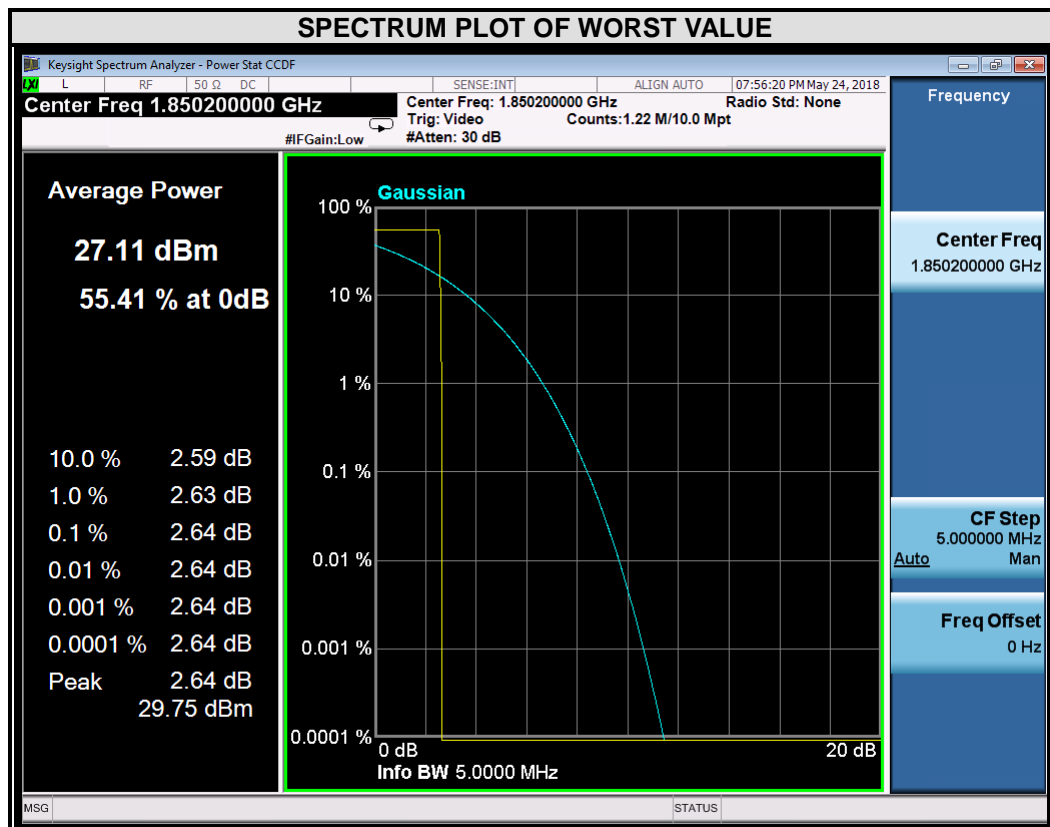 SPECTRUM PLOT OF WORST VALUE
Keysight Spectrum Analyzer - Power Stat CCDF
LXI L RF 50 Ω DC SENSE:INT ALIGN AUTO 07:56:20 PM May 24, 2018
Center Freq 1.850200000 GHz
Center Freq: 1.850200000 GHz Radio Std: None
Trig: Video Counts:1.22 M/10.0 Mpt
#IFGain:Low #Atten: 30 dB
Average Power
27.11 dBm
55.41 % at 0dB
10.0 % 2.59 dB
1.0 % 2.63 dB
0.1 % 2.64 dB
0.01 % 2.64 dB
0.001 % 2.64 dB
0.0001 % 2.64 dB
Peak 2.64 dB
29.75 dBm
Gaussian
100 %
10 %
1 %
0.1 %
0.01 %
0.001 %
0.0001 %
0 dB 20 dB
Info BW 5.0000 MHz
Frequency
Center Freq
1.850200000 GHz
CF Step
5.000000 MHz
Auto Man
Freq Offset
0 Hz
MSG STATUS